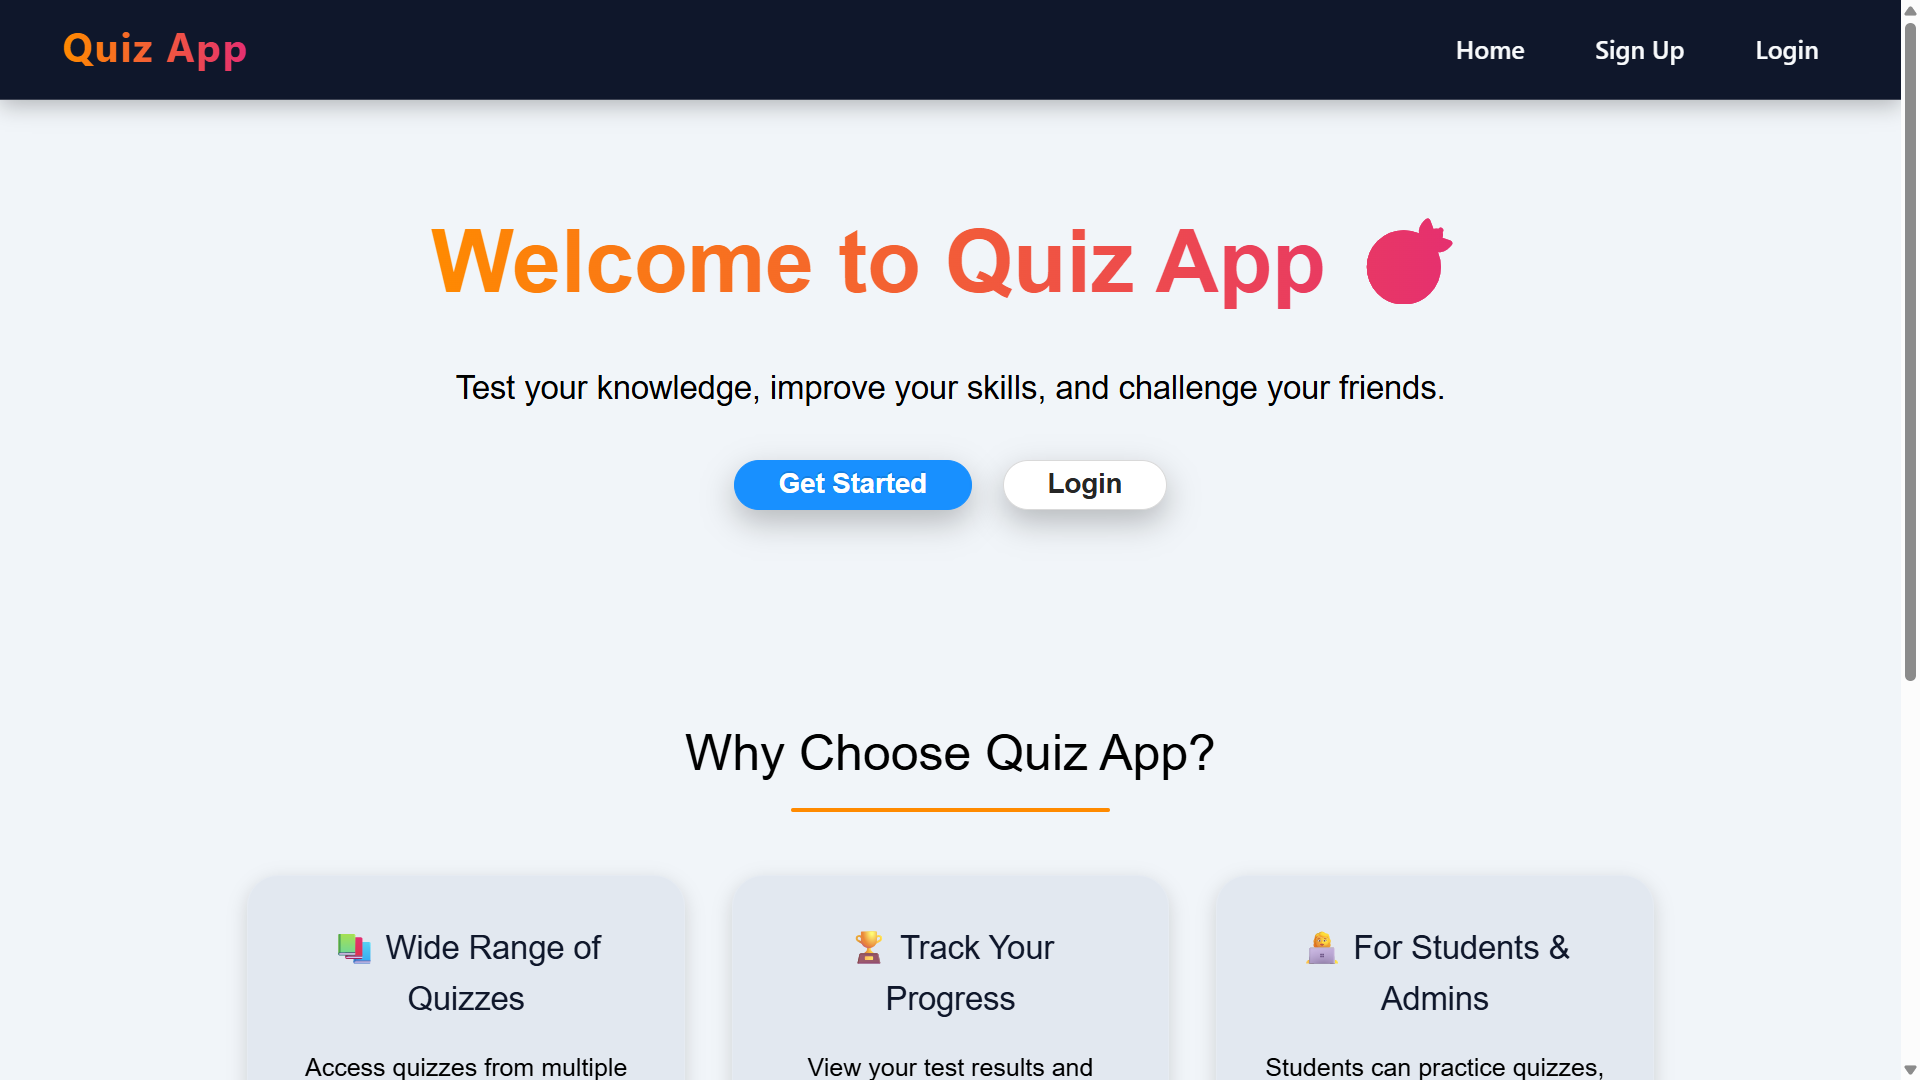 Quiz App
Home
Sign Up
Login
Welcome to Quiz App
Test your knowledge, improve your skills, and challenge your friends.
Get Started
Login
Why Choose Quiz App?
Wide Range of
Quizzes
Access quizzes from multiple
Track Your
Progress
View your test results and
For Students &
Admins
Students can practice quizzes,